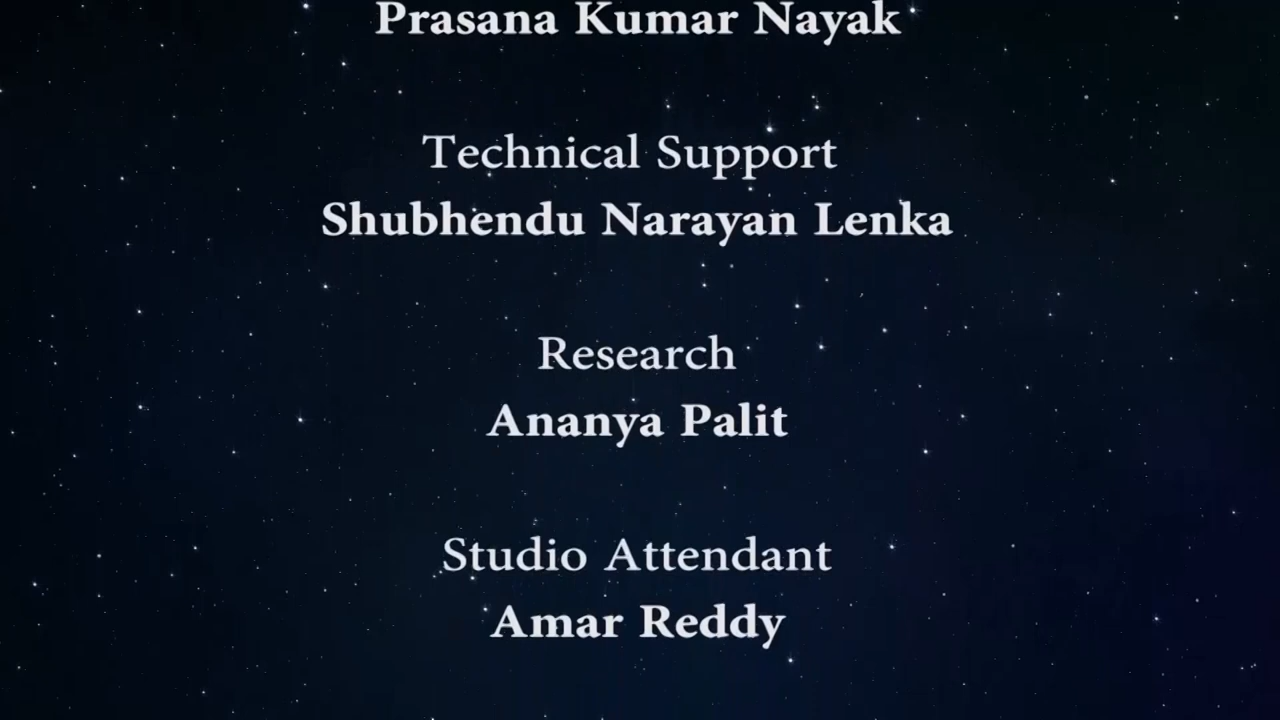 Prasana Kumar Nayak
Technical Support
Shubhendu Narayan Lenka
Research
Ananya Palit
Studio Attendant
Amar Reddy